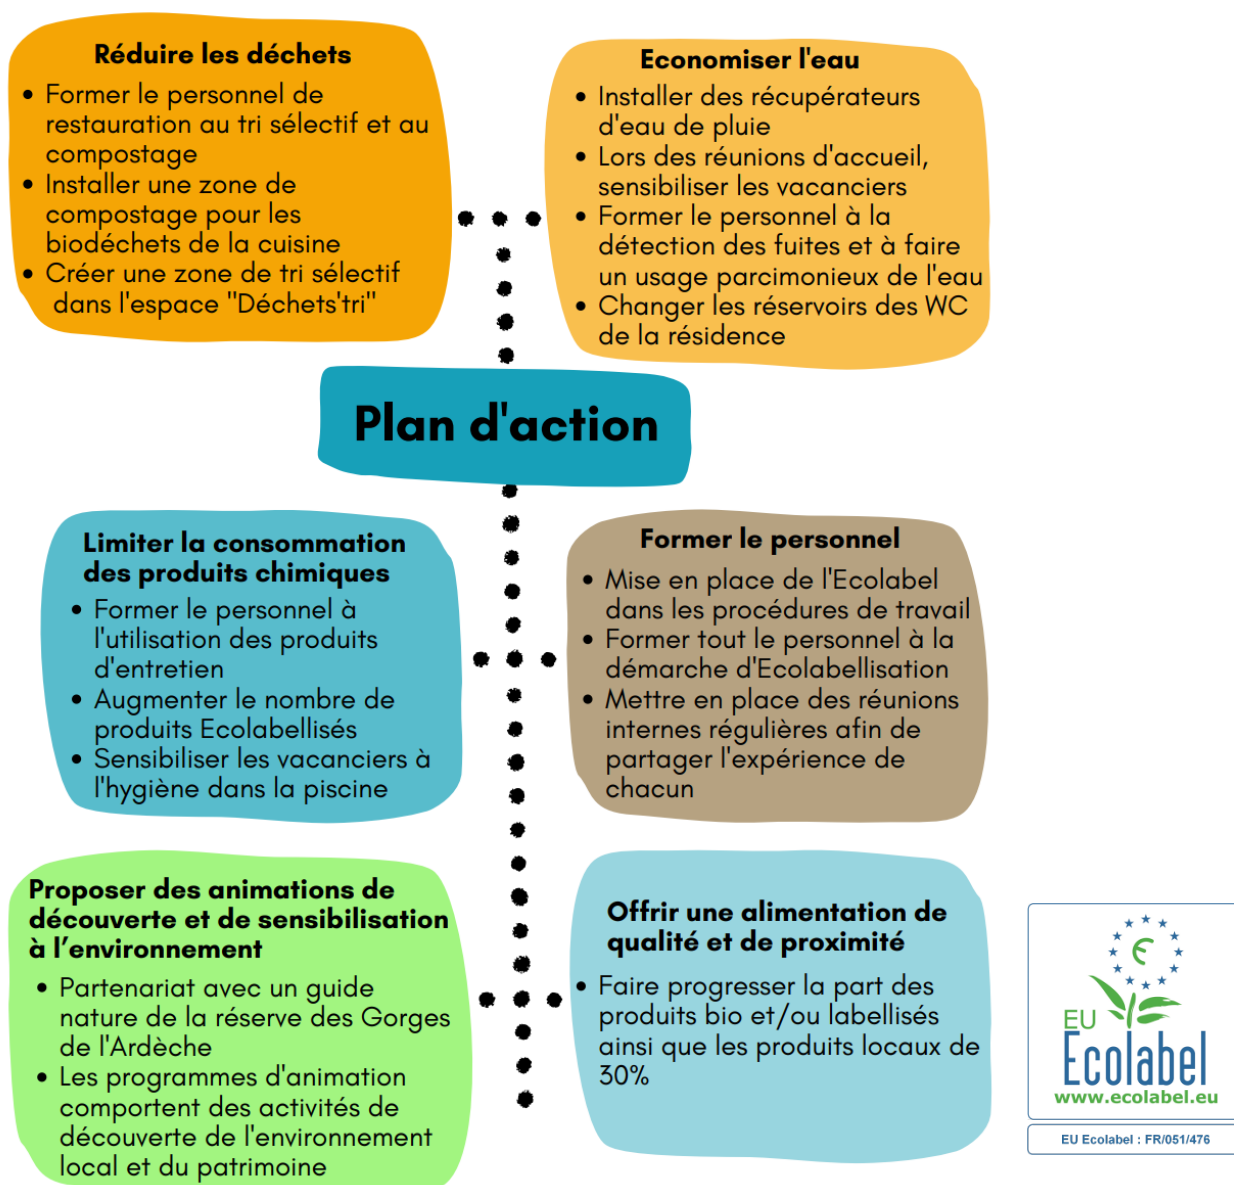 Réduire les déchets
• Former le personnel de
restauration au tri sélectif et au
compostage
• Installer une zone de
compostage pour les
biodéchets de la cuisine
• Créer une zone de tri sélectif
dans l'espace "Déchets'tri"
Economiser l'eau
• Installer des récupérateurs
d'eau de pluie
• Lors des réunions d'accueil,
sensibiliser les vacanciers
• Former le personnel à la
détection des fuites et à faire
un usage parcimonieux de l'eau
• Changer les réservoirs des WC
de la résidence
Plan d'action
Limiter la consommation
des produits chimiques
• Former le personnel à
l'utilisation des produits
d'entretien
• Augmenter le nombre de
produits Ecolabellisés
• Sensibiliser les vacanciers à
l'hygiène dans la piscine
Former le personnel
• Mise en place de l'Ecolabel
dans les procédures de travail
• Former tout le personnel à la
démarche d'Ecolabellisation
• Mettre en place des réunions
internes régulières afin de
partager l'expérience de
chacun
Proposer des animations de
découverte et de sensibilisation
à l’environnement
• Partenariat avec un guide
nature de la réserve des Gorges
de l'Ardèche
• Les programmes d'animation
comportent des activités de
découverte de l'environnement
local et du patrimoine
Offrir une alimentation de
qualité et de proximité
• Faire progresser la part des
produits bio et/ou labellisés
ainsi que les produits locaux de
30%
EU
Ecolabel
www.ecolabel.eu
EU Ecolabel : FR/051/476